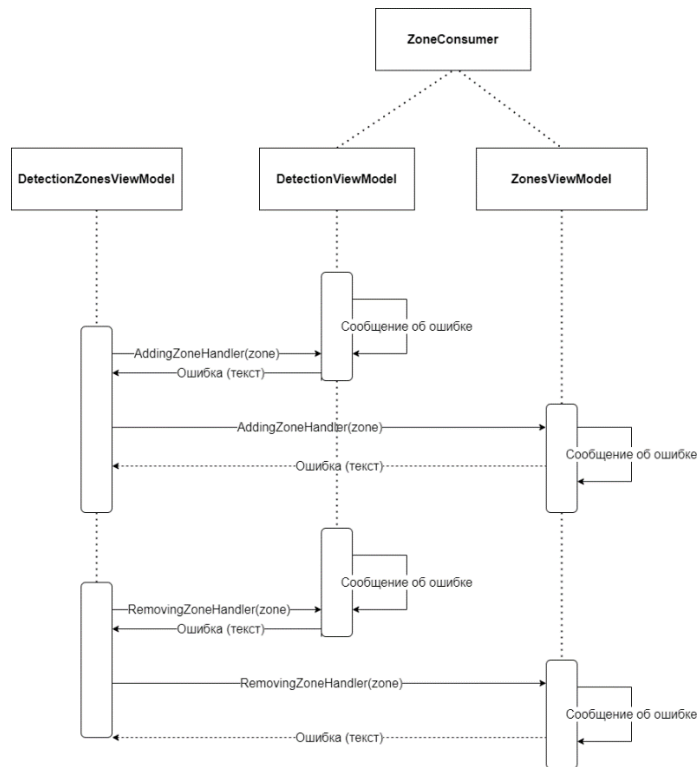 ZoneConsumer
DetectionZonesViewModel
DetectionViewModel
ZonesViewModel
Сообщение об ошибке
AddingZoneHandler(zone)
Ошибка (текст)
AddingZoneHandler(zone)
Сообщение об ошибке
Ошибка (текст)
Сообщение об ошибке
RemovingZoneHandler(zone)
Ошибка (текст)
RemovingZoneHandler(zone)
Сообщение об ошибке
Ошибка (текст)